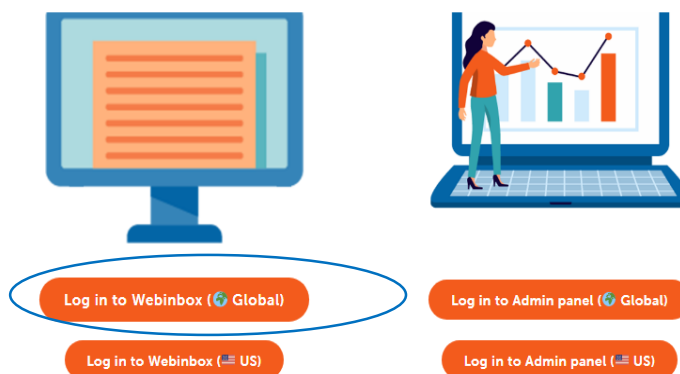 Log in to Webinbox (🌍 Global)
Log in to Admin panel (🌍 Global)
Log in to Webinbox (🇺🇸 US)
Log in to Admin panel (🇺🇸 US)